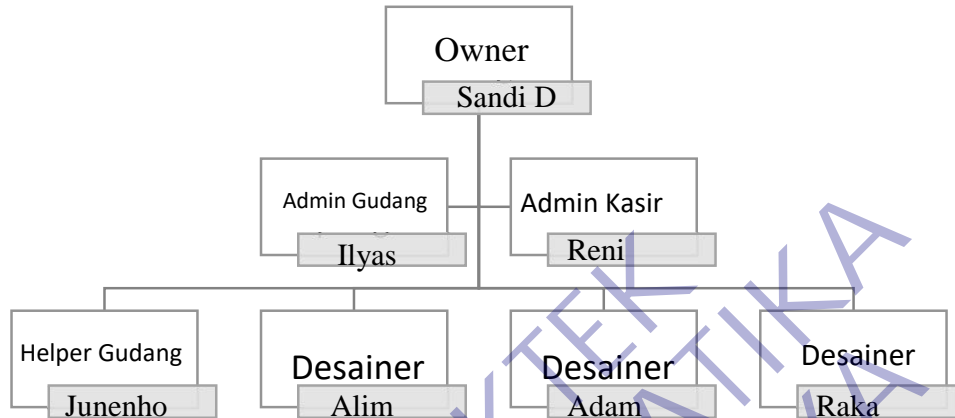 Owner
Sandi D
Admin Gudang
Ilyas
Admin Kasir
Reni
Helper Gudang
Junenho
Desainer
Alim
Desainer
Adam
Desainer
Raka